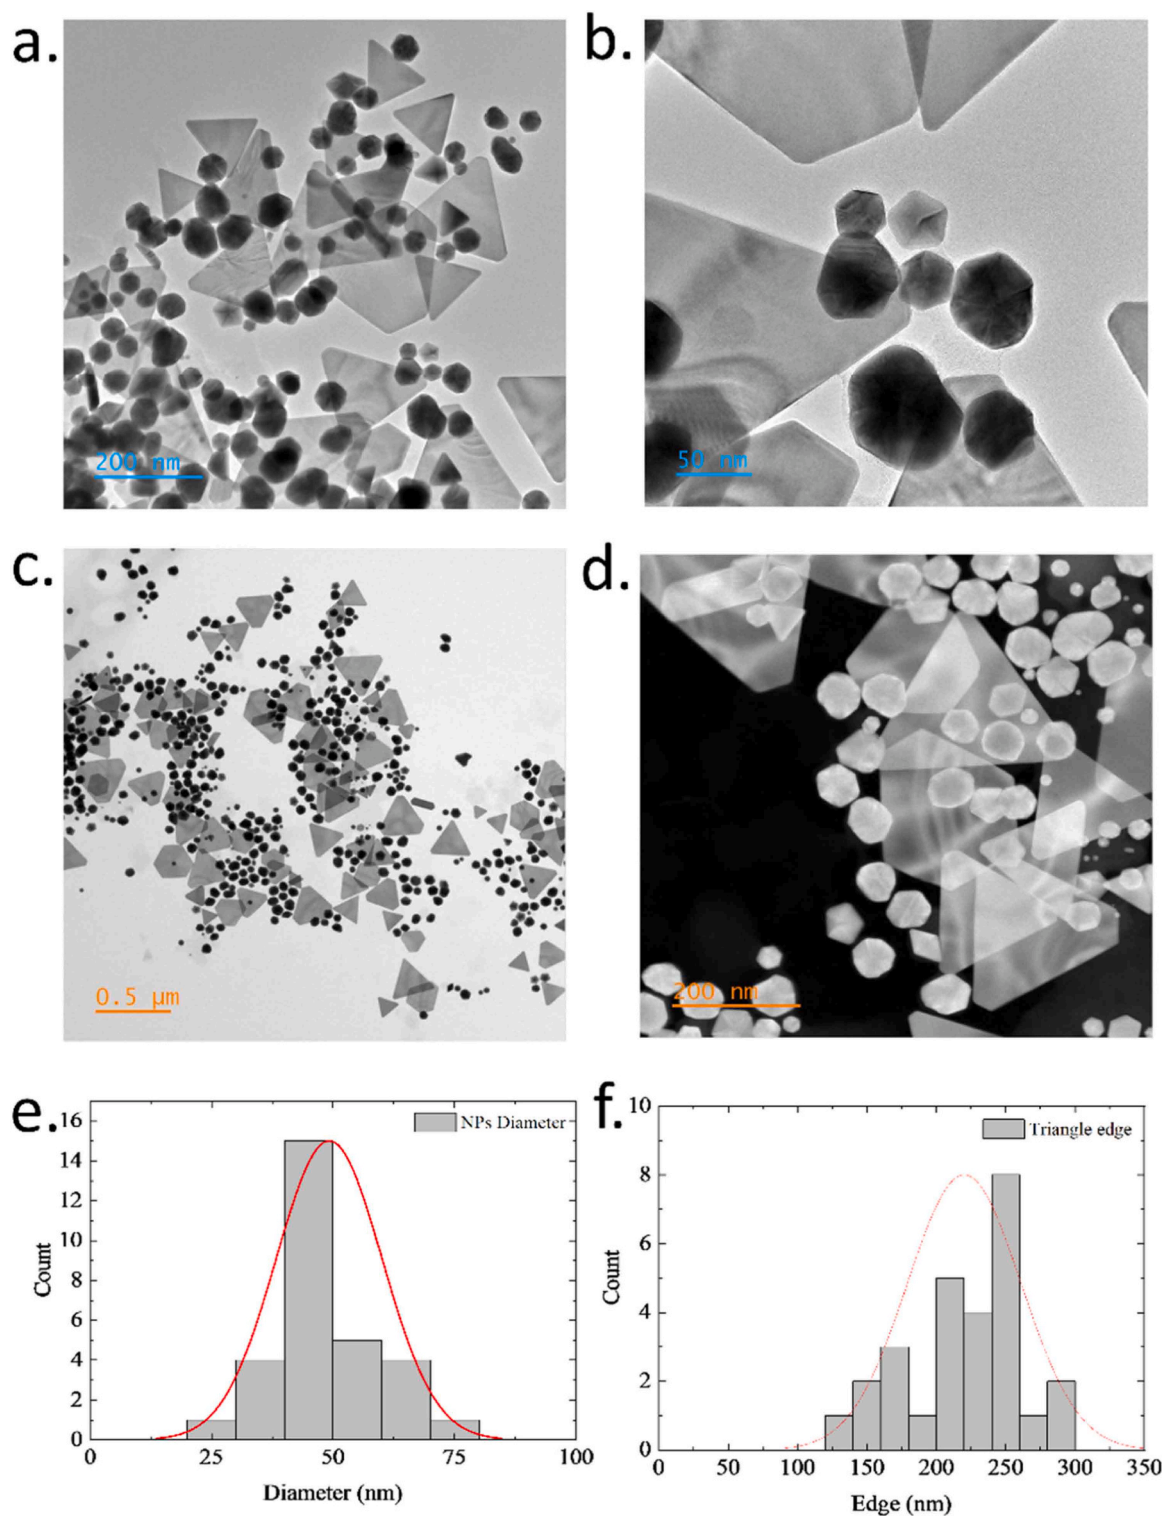 a.
b.
200 nm
50 nm
c.
d.
0.5 µm
200 nm
e.
f.
NPs Diameter
16
14
12
10
8
6
4
2
0
Count
0 25 50 75 100
Diameter (nm)
Triangle edge
10
8
6
4
2
0
Count
0 50 100 150 200 250 300 350
Edge (nm)